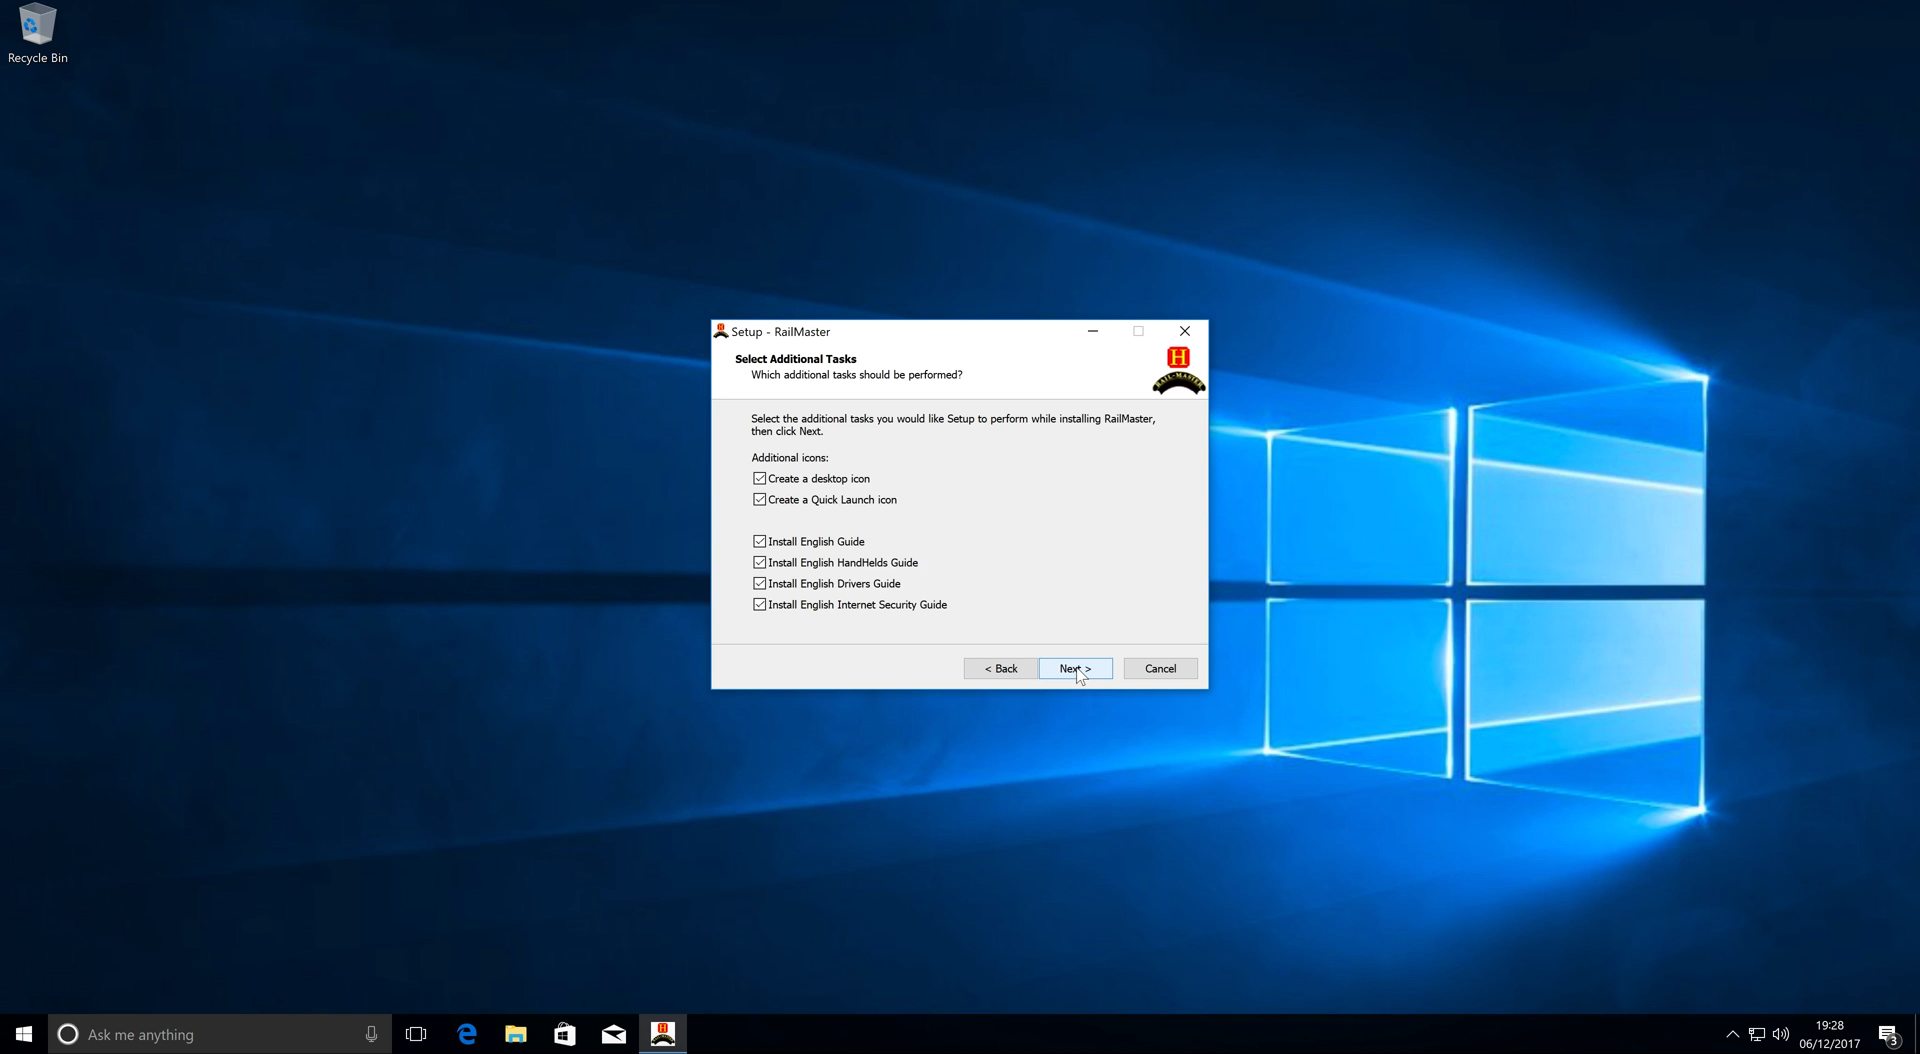 Recycle Bin
Setup - RailMaster
Select Additional Tasks
Which additional tasks should be performed?
H
RAIL-MASTER
Select the additional tasks you would like Setup to perform while installing RailMaster,
then click Next.
Additional icons:
Create a desktop icon
Create a Quick Launch icon
Install English Guide
Install English HandHelds Guide
Install English Drivers Guide
Install English Internet Security Guide
< Back
Next >
Cancel
Ask me anything
19:28
06/12/2017
3